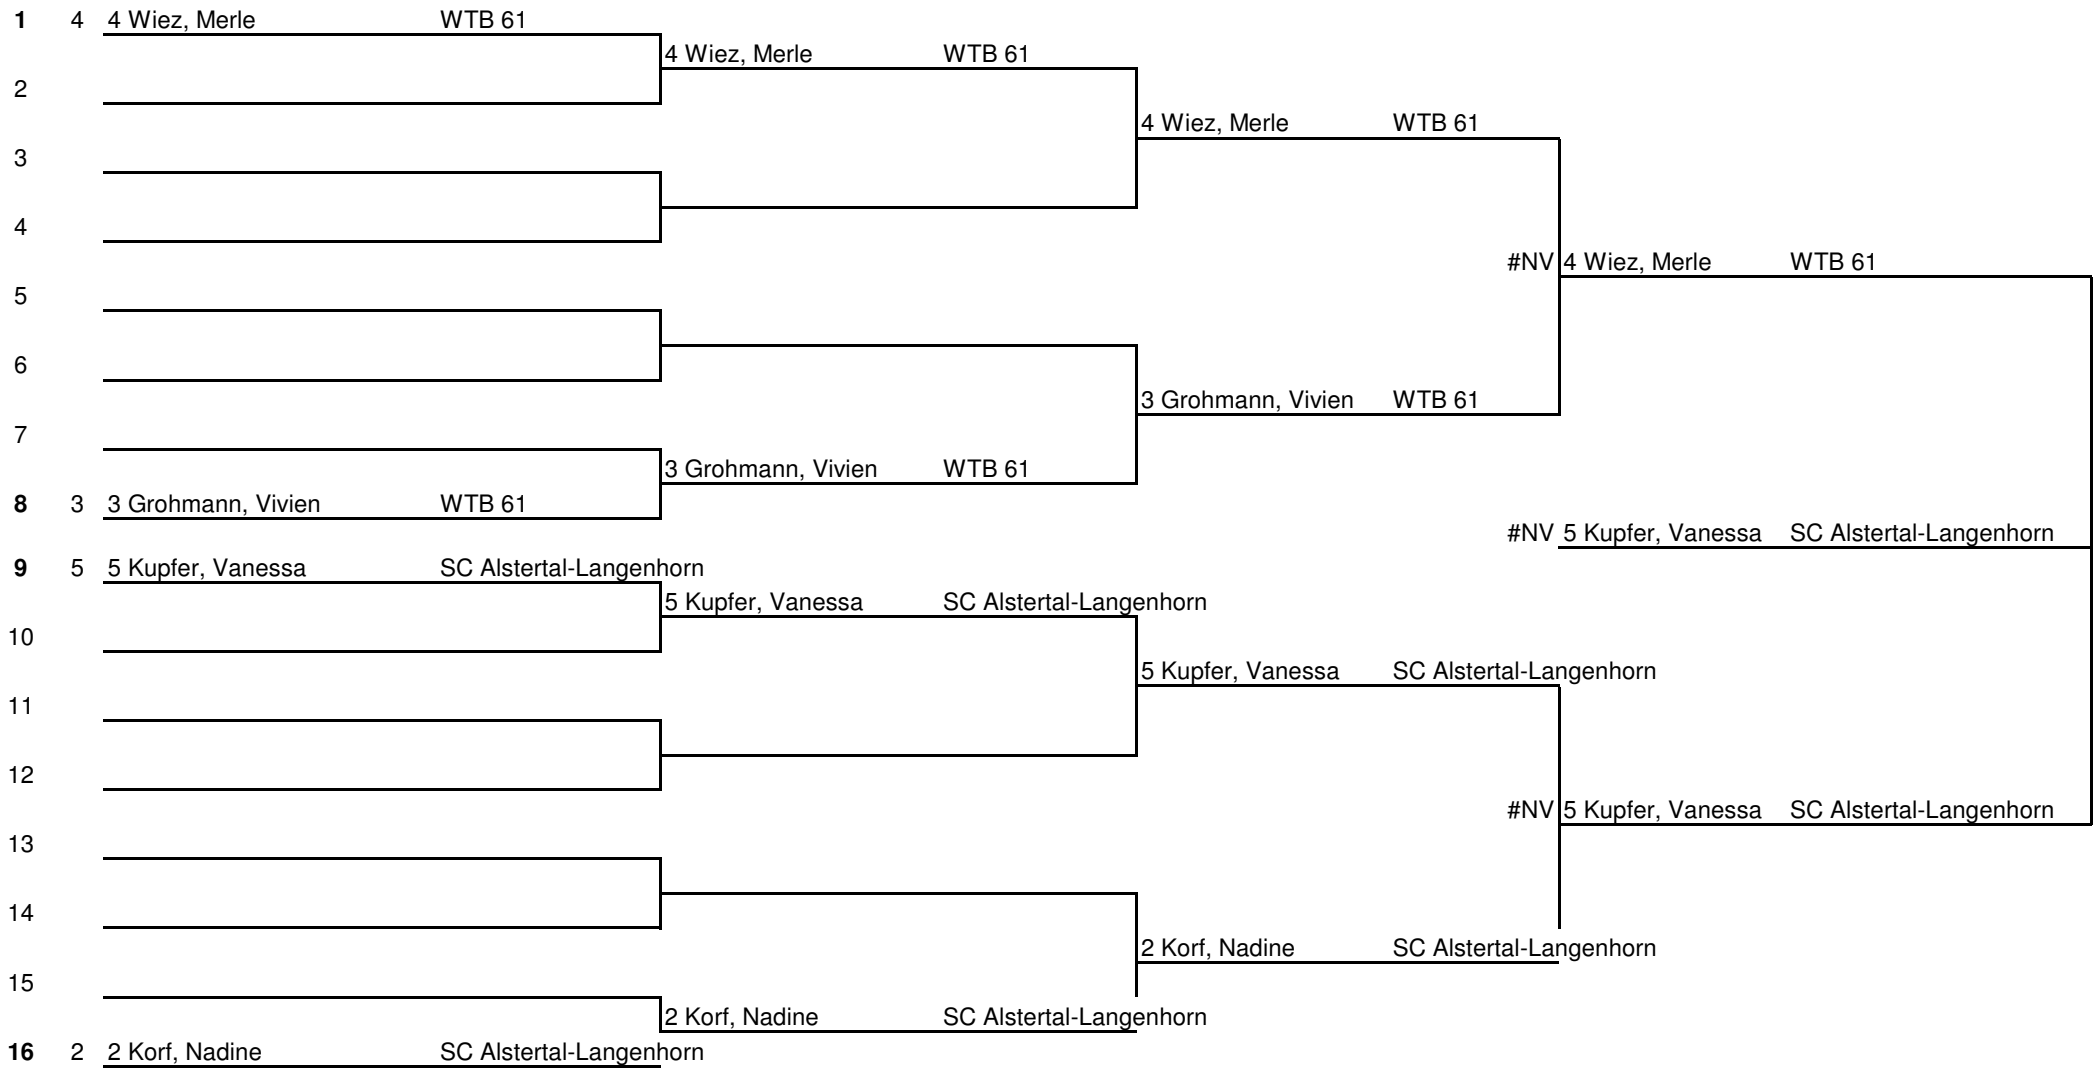 1 4 4 Wiez, Merle WTB 61
4 Wiez, Merle WTB 61
2
4 Wiez, Merle WTB 61
3
4
#NV 4 Wiez, Merle WTB 61
5
6
3 Grohmann, Vivien WTB 61
7
3 Grohmann, Vivien WTB 61
8 3 3 Grohmann, Vivien WTB 61
#NV 5 Kupfer, Vanessa SC Alstertal-Langenhorn
9 5 5 Kupfer, Vanessa SC Alstertal-Langenhorn
5 Kupfer, Vanessa SC Alstertal-Langenhorn
10
5 Kupfer, Vanessa SC Alstertal-Langenhorn
11
12
#NV 5 Kupfer, Vanessa SC Alstertal-Langenhorn
13
14
2 Korf, Nadine SC Alstertal-Langenhorn
15
2 Korf, Nadine SC Alstertal-Langenhorn
16 2 2 Korf, Nadine SC Alstertal-Langenhorn